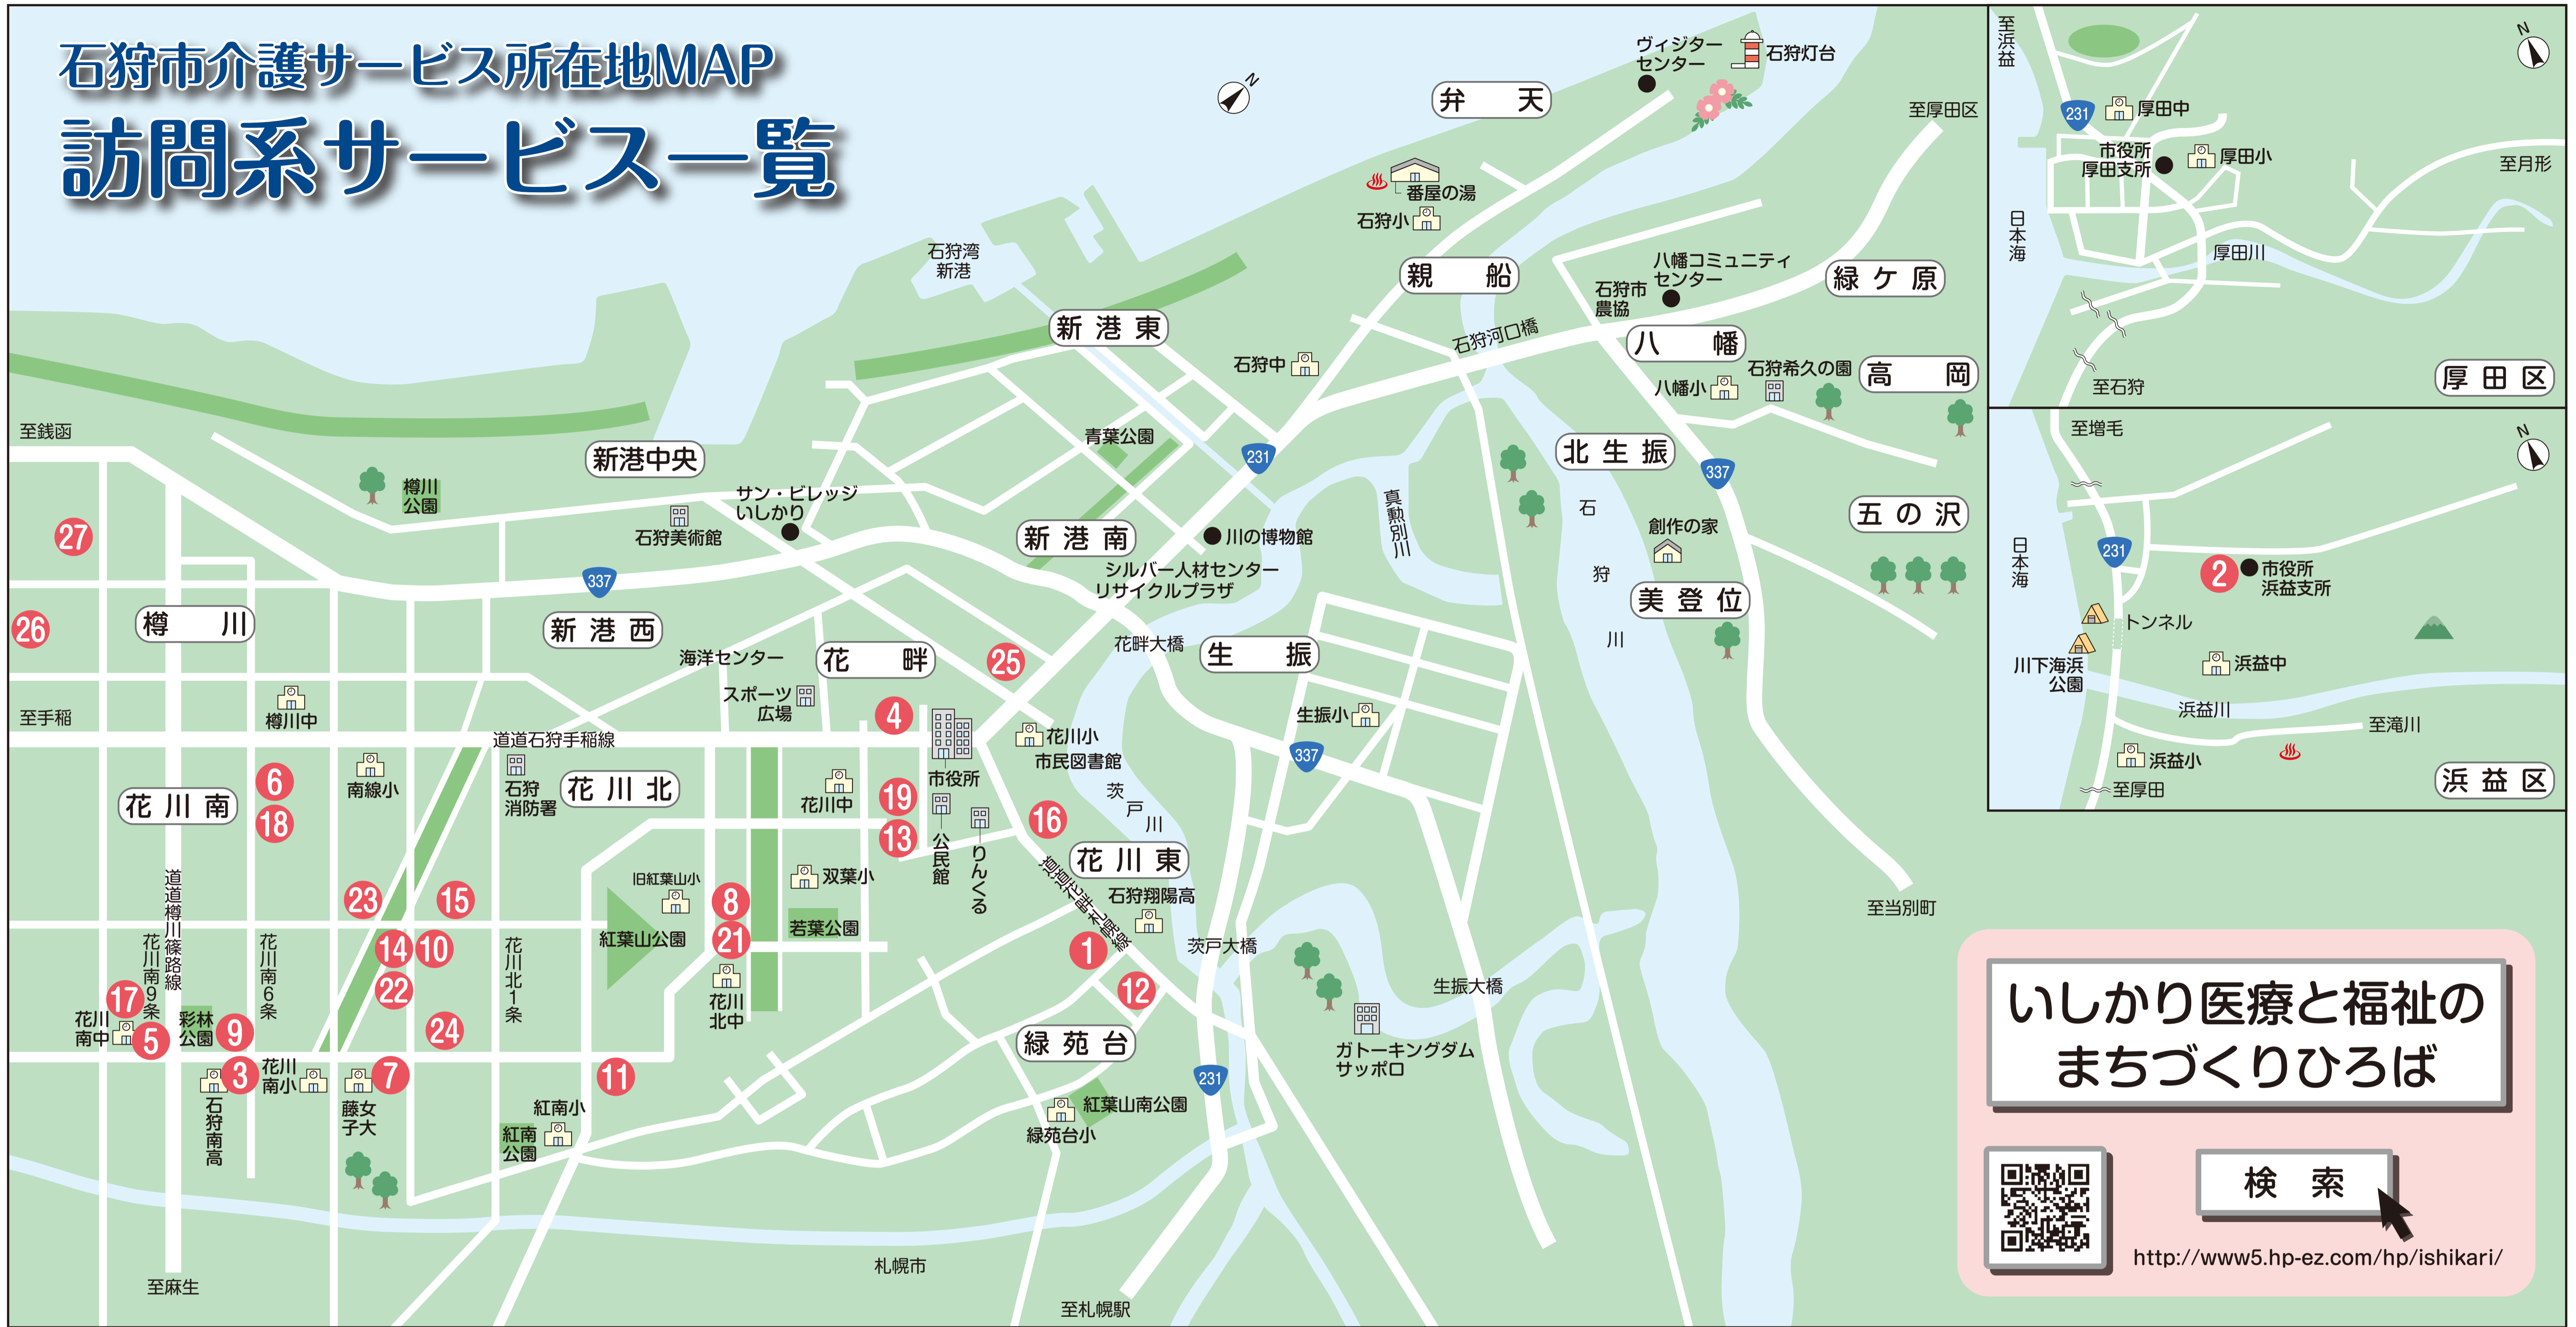 石狩市介護サービス所在地MAP
訪問系サービス一覧
N
ヴィジター
センター
石狩灯台
弁天
至厚田区
番屋の湯
石狩小
石狩湾
新港
親船
八幡コミュニティ
センター
石狩市
農協
緑ケ原
新港東
石狩河口橋
八幡
石狩中
石狩希久の園
八幡小
高岡
至銭函
青葉公園
新港中央
231
北生振
337
樽川
公園
サン・ビレッジ
いしかり
石狩美術館
真勲別川
石狩川
五の沢
27
新港南
川の博物館
創作の家
シルバー人材センター
リサイクルプラザ
337
26
樽川
新港西
美登位
海洋センター
花畔
25
花畔大橋
生振
スポーツ
広場
4
樽川中
至手稲
道道石狩手稲線
花川小
市民図書館
生振小
337
市役所
6
南線小
石狩
消防署
花川北
花川中
19
茨戸川
花川南
18
13
公民館
りんくる
16
花川東
道道樽川篠路線
道道花畔札幌線
石狩翔陽高
旧紅葉山小
双葉小
23
15
8
至当別町
若葉公園
紅葉山公園
21
花川南9条
花川南6条
14
10
花川北1条
1
茨戸大橋
22
花川
北中
12
生振大橋
17
花川
南中
5
彩林
公園
9
24
緑苑台
ガトーキングダム
サッポロ
3
花川
南小
7
11
231
石狩南高
藤女
子大
紅南小
紅南
公園
紅葉山南公園
緑苑台小
札幌市
至麻生
至札幌駅
至浜益
N
231
厚田中
市役所
厚田支所
厚田小
至月形
日本海
厚田川
至石狩
厚田区
至増毛
N
日本海
231
2
市役所
浜益支所
トンネル
川下海浜
公園
浜益中
浜益川
至滝川
浜益小
至厚田
浜益区
いしかり医療と福祉の
まちづくりひろば
検索
http://www5.hp-ez.com/hp/ishikari/